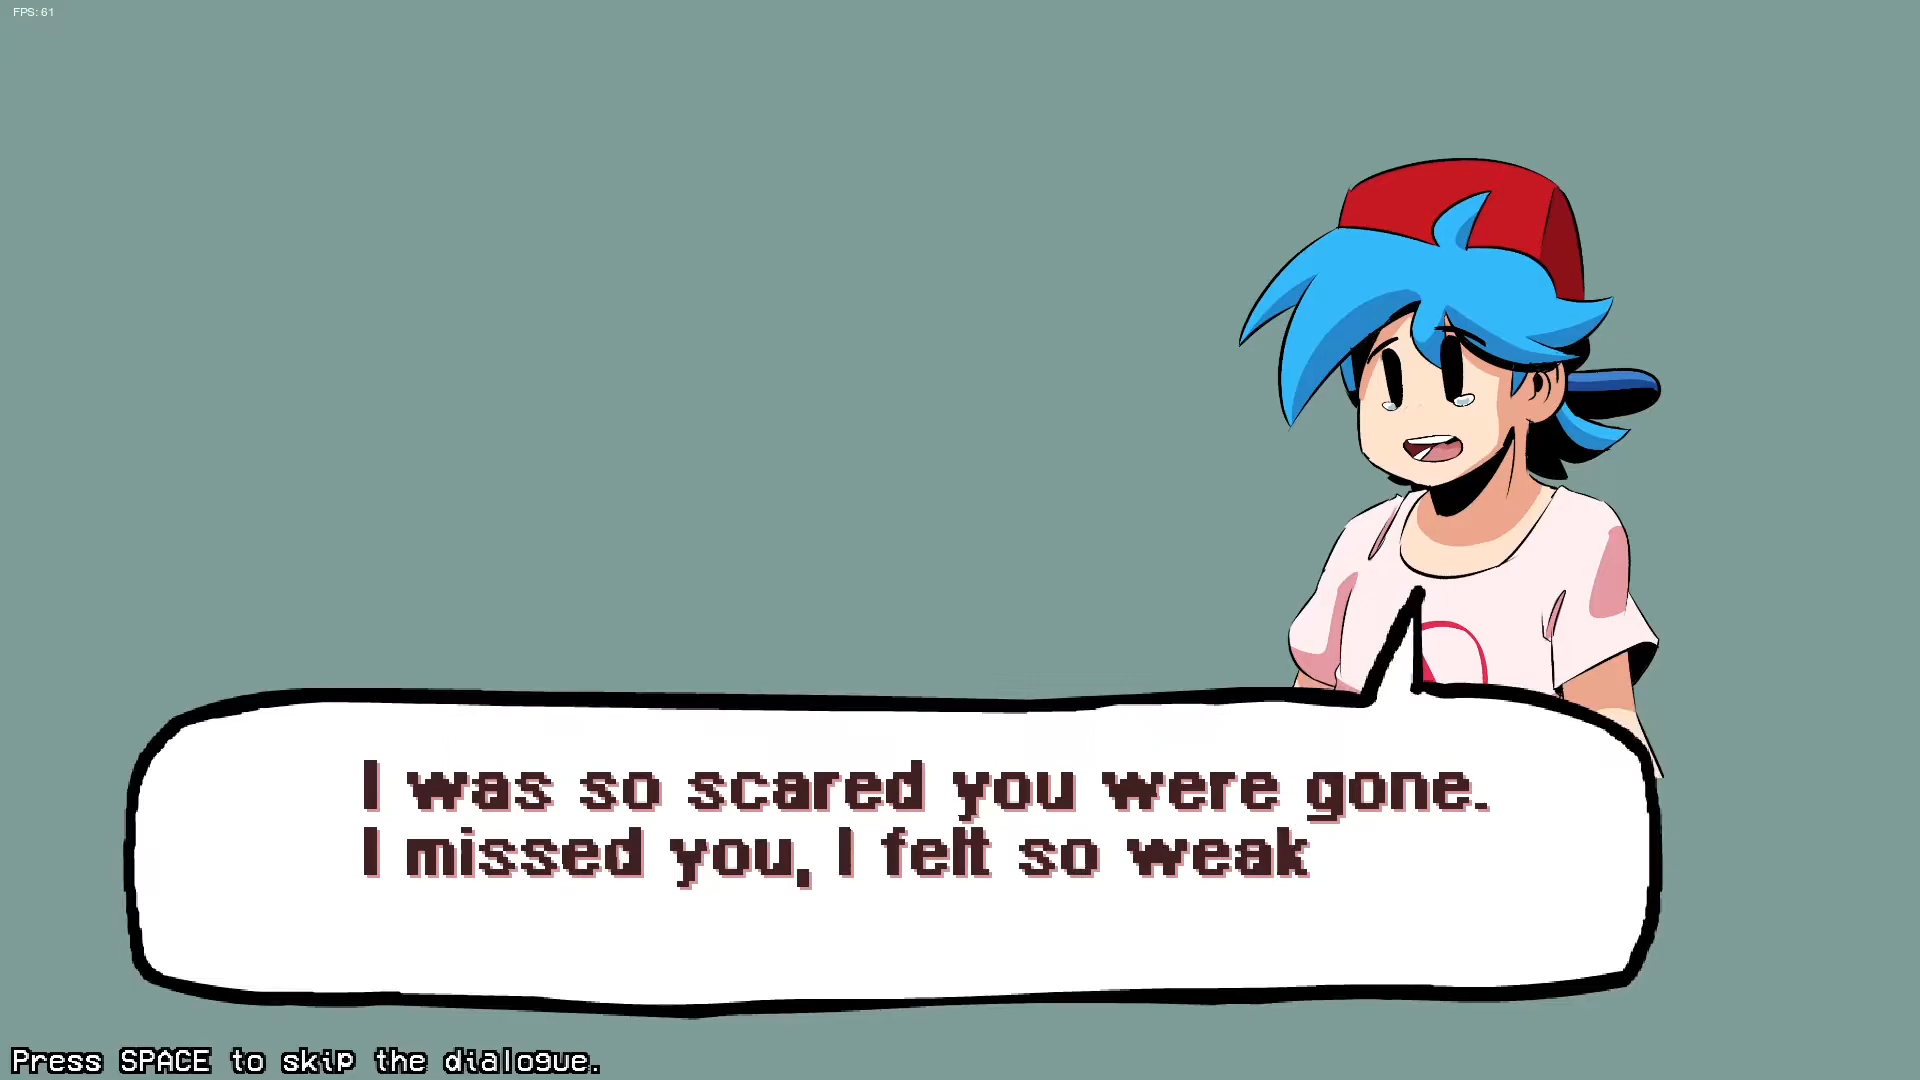 FPS: 61
I was so scared you were gone.
I missed you, I felt so weak
Press SPACE to skip the dialogue.